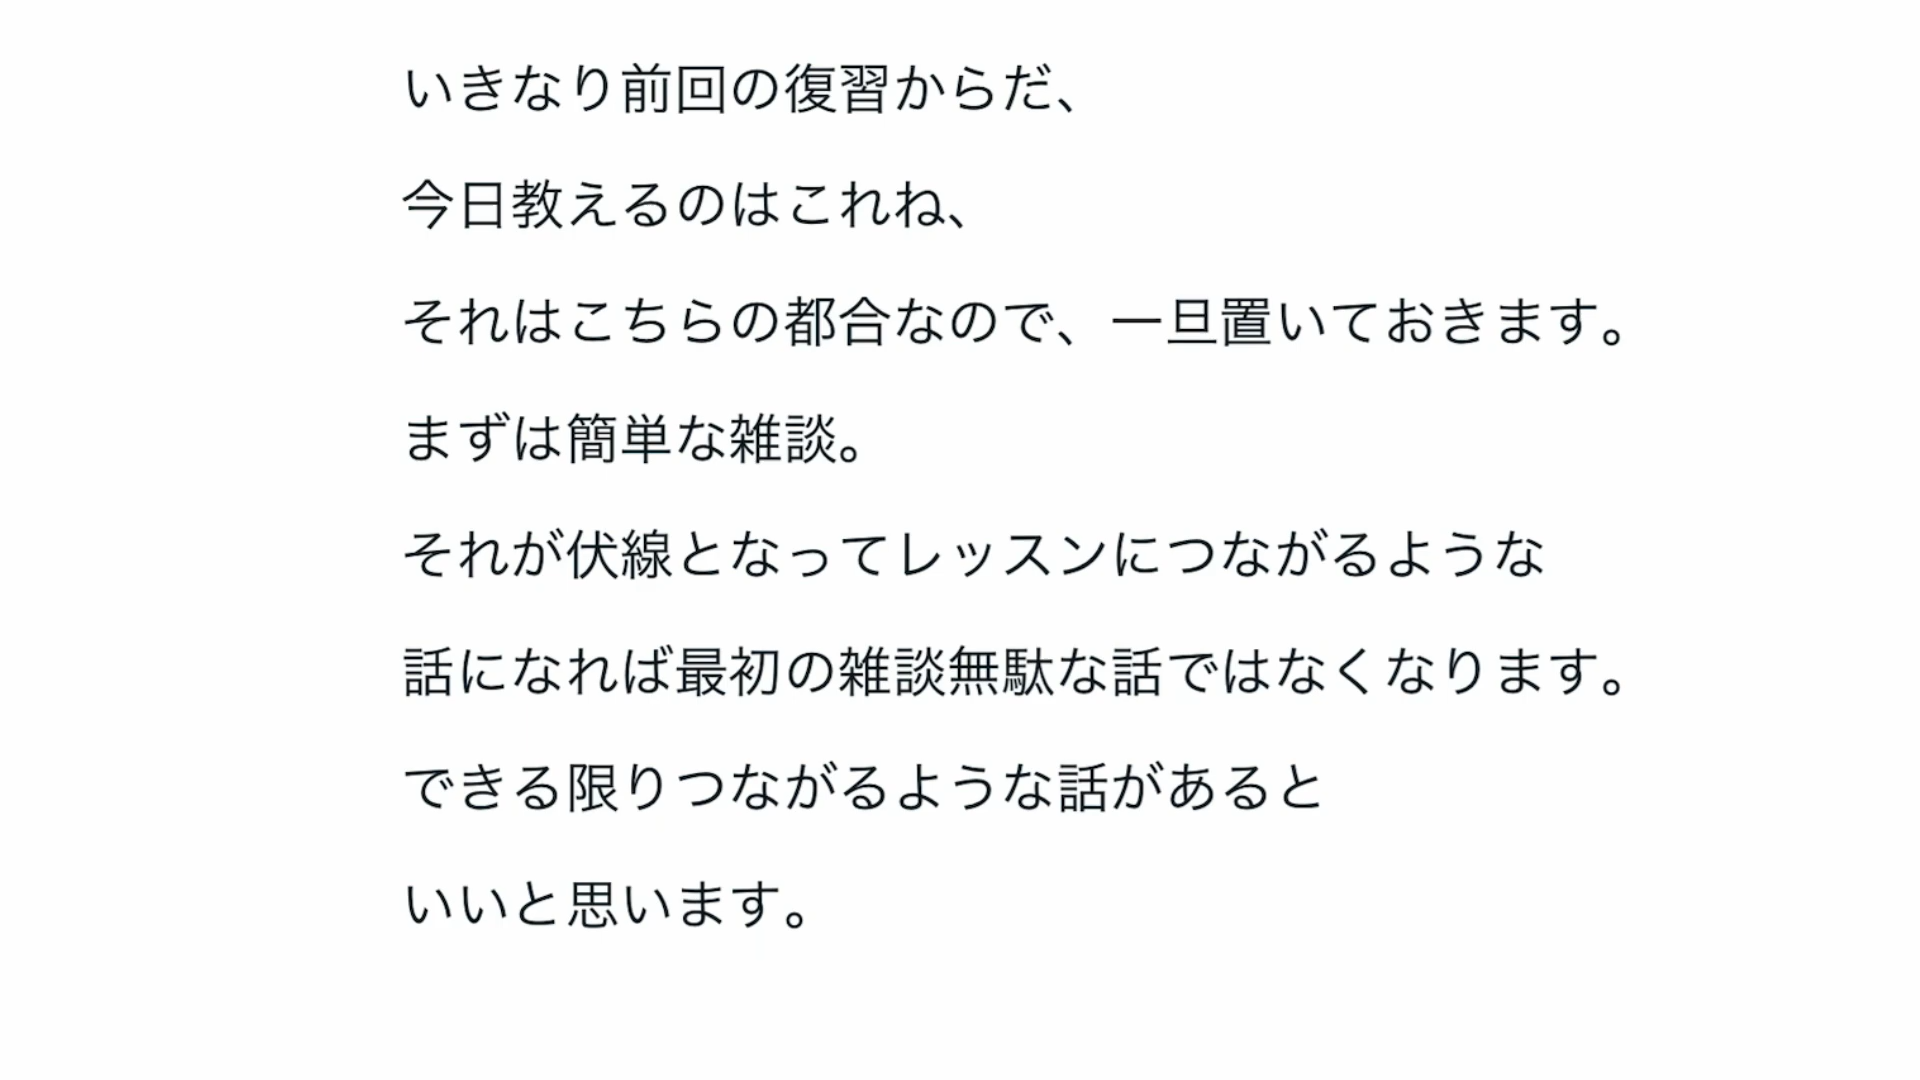 いきなり前回の復習からだ、
今日教えるのはこれね、
それはこちらの都合なので、一旦置いておきます。
まずは簡単な雑談。
それが伏線となってレッスンにつながるような
話になれば最初の雑談無駄な話ではなくなります。
できる限りつながるような話があると
いいと思います。